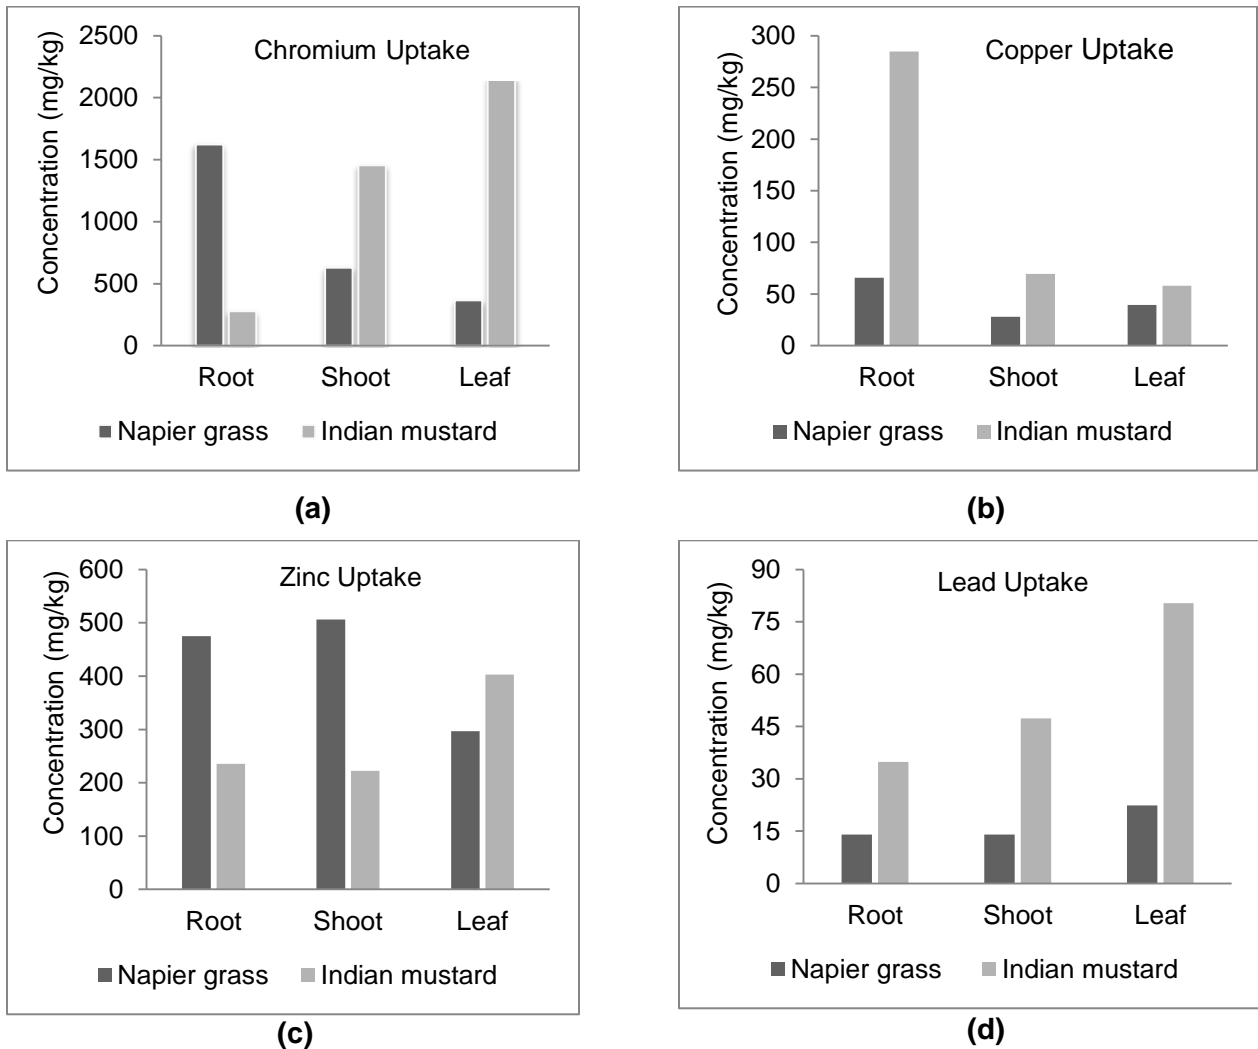 Chromium Uptake
Concentration (mg/kg)
2500
2000
1500
1000
500
0
Root Shoot Leaf
Napier grass Indian mustard
(a)
Copper Uptake
Concentration (mg/kg)
300
250
200
150
100
50
0
Root Shoot Leaf
Napier grass Indian mustard
(b)
Zinc Uptake
Concentration (mg/kg)
600
500
400
300
200
100
0
Root Shoot Leaf
Napier grass Indian mustard
(c)
Lead Uptake
Concentration (mg/kg)
90
75
60
45
30
15
0
Root Shoot Leaf
Napier grass Indian mustard
(d)